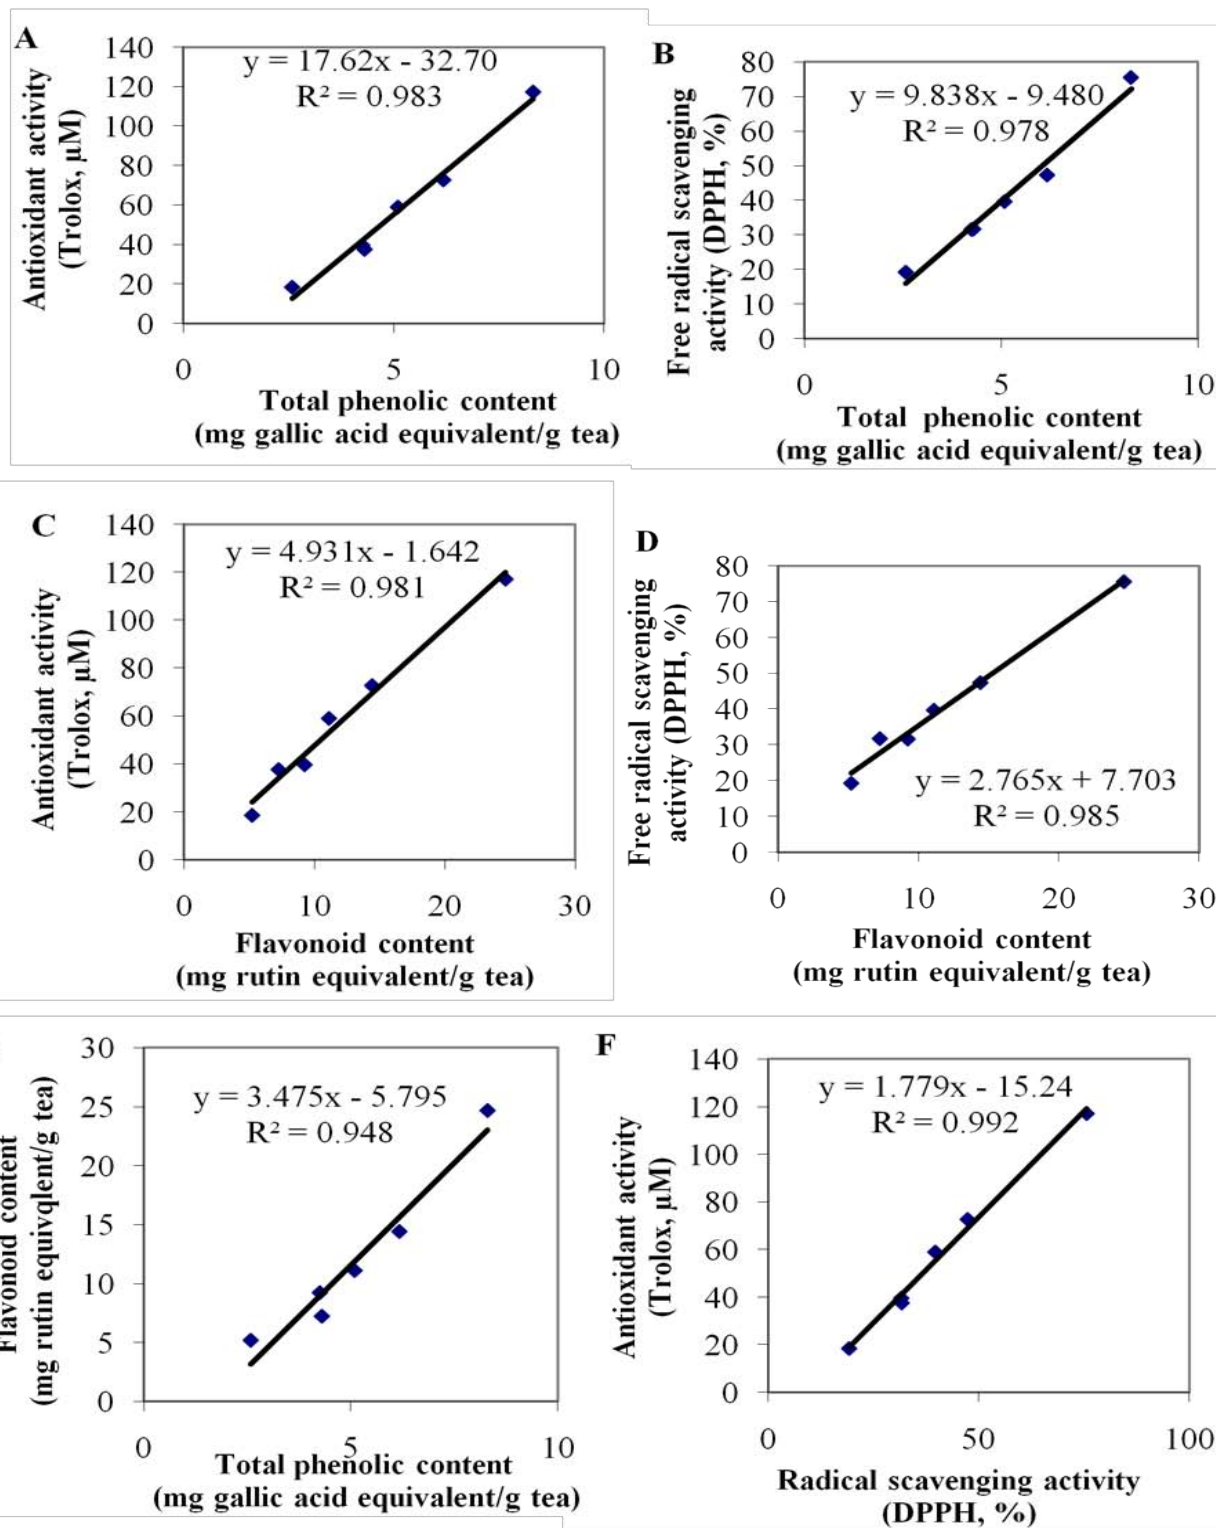 A
140
120
100
80
60
40
20
0
y = 17.62x - 32.70
R² = 0.983
Antioxidant activity
(Trolox, µM)
0 5 10
Total phenolic content
(mg gallic acid equivalent/g tea)
B
80
70
60
50
40
30
20
10
0
y = 9.838x - 9.480
R² = 0.978
Free radical scavenging
activity (DPPH, %)
0 5 10
Total phenolic content
(mg gallic acid equivalent/g tea)
C
140
120
100
80
60
40
20
0
y = 4.931x - 1.642
R² = 0.981
Antioxidant activity
(Trolox, µM)
0 10 20 30
Flavonoid content
(mg rutin equivalent/g tea)
D
80
70
60
50
40
30
20
10
0
y = 2.765x + 7.703
R² = 0.985
Free radical scavenging
activity (DPPH, %)
0 10 20 30
Flavonoid content
(mg rutin equivalent/g tea)
30
25
20
15
10
5
0
y = 3.475x - 5.795
R² = 0.948
Flavonoid content
(mg rutin equivqlent/g tea)
0 5 10
Total phenolic content
(mg gallic acid equivalent/g tea)
F
140
120
100
80
60
40
20
0
y = 1.779x - 15.24
R² = 0.992
Antioxidant activity
(Trolox, µM)
0 50 100
Radical scavenging activity
(DPPH, %)